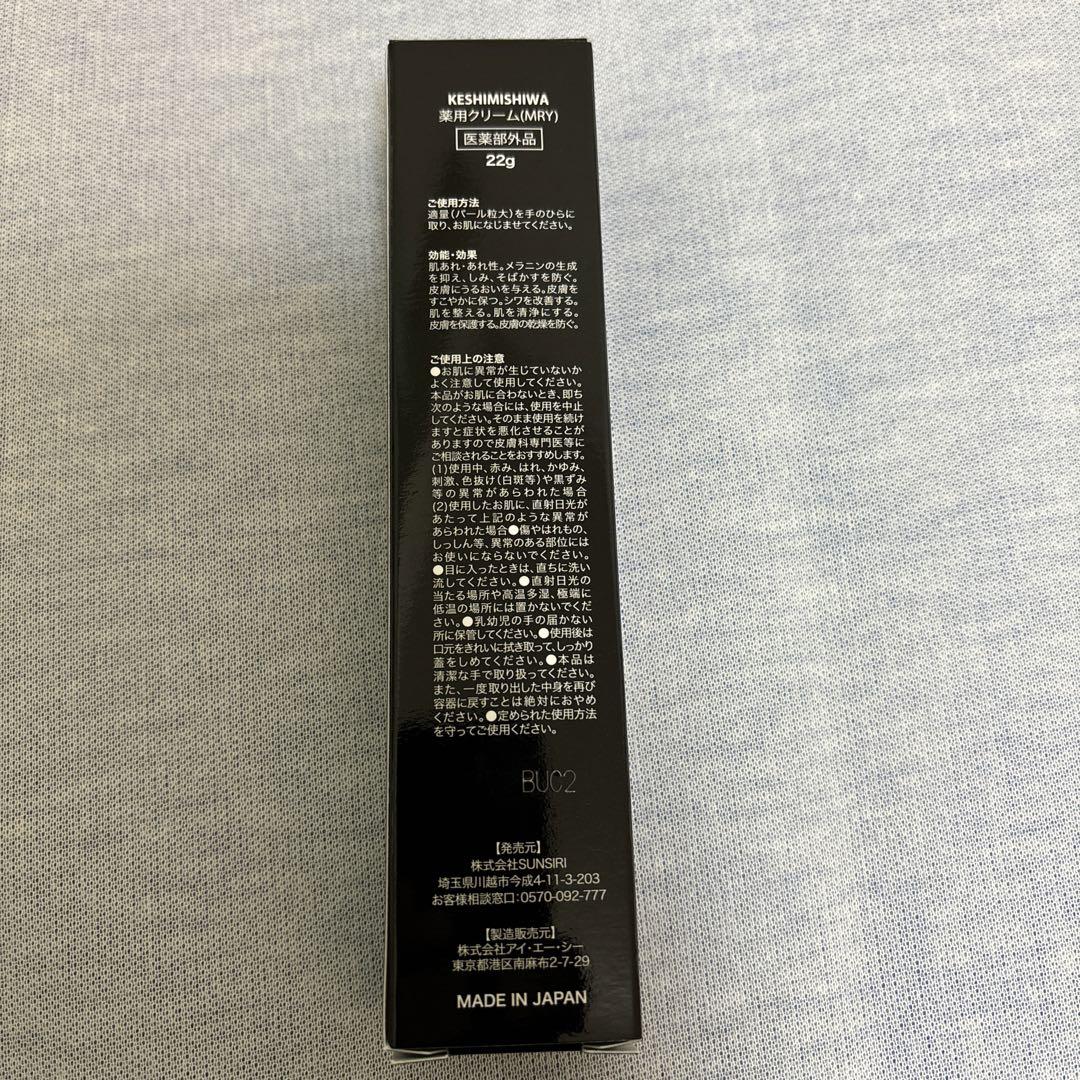 KESHIMISHIWA
薬用クリーム(MRY)
医薬部外品
22g
ご使用方法
適量(パール粒大)を手のひらに
取り、お肌になじませてください。
効能・効果
肌あれ・あれ性。メラニンの生成
を抑え、しみ、そばかすを防ぐ。
皮膚にうるおいを与える。皮膚を
すこやかに保つ。シワを改善する。
肌を整える。肌を清浄にする。
皮膚を保護する。皮膚の乾燥を防ぐ。
ご使用上の注意
●お肌に異常が生じていないか
よく注意して使用してください。
本品がお肌に合わないとき、即ち
次のような場合には、使用を中止
してください。そのまま使用を続け
ますと症状を悪化させることが
ありますので皮膚科専門医等に
ご相談されることをおすすめします。
(1)使用中、赤み、はれ、かゆみ、
刺激、色抜け(白斑等)や黒ずみ
等の異常があらわれた場合
(2)使用したお肌に、直射日光が
あたって上記のような異常が
あらわれた場合●傷やはれもの、
しっしん等、異常のある部位には
お使いにならないでください。
●目に入ったときは、直ちに洗い
流してください。●直射日光の
当たる場所や高温多湿、極端に
低温の場所には置かないでくだ
さい。●乳幼児の手の届かない
所に保管してください。●使用後は
口元をきれいに拭き取って、しっかり
蓋をしめてください。●本品は
清潔な手で取り扱ってください。
また、一度取り出した中身を再び
容器に戻すことは絶対におやめ
ください。●定められた使用方法
を守ってご使用ください。
BUC2
【発売元】
株式会社SUNSIRI
埼玉県川越市今成4-11-3-203
お客様相談窓口:0570-092-777
【製造販売元】
株式会社アイ・エー・シー
東京都港区南麻布2-7-29
MADE IN JAPAN